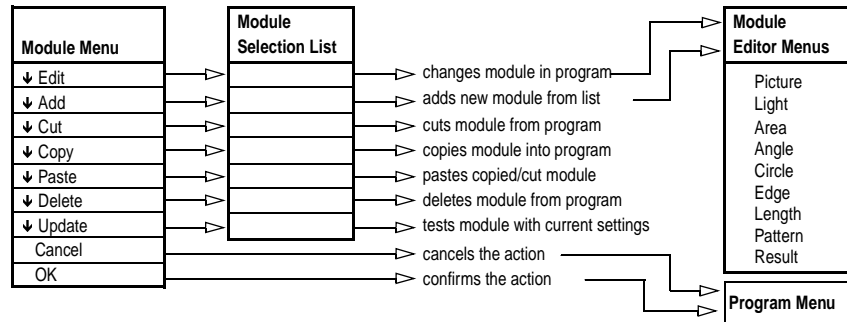 Module Menu
↓ Edit
↓ Add
↓ Cut
↓ Copy
↓ Paste
↓ Delete
↓ Update
Cancel
OK
Module
Selection List
changes module in program
adds new module from list
cuts module from program
copies module into program
pastes copied/cut module
deletes module from program
tests module with current settings
cancels the action
confirms the action
Module
Editor Menus
Picture
Light
Area
Angle
Circle
Edge
Length
Pattern
Result
Program Menu